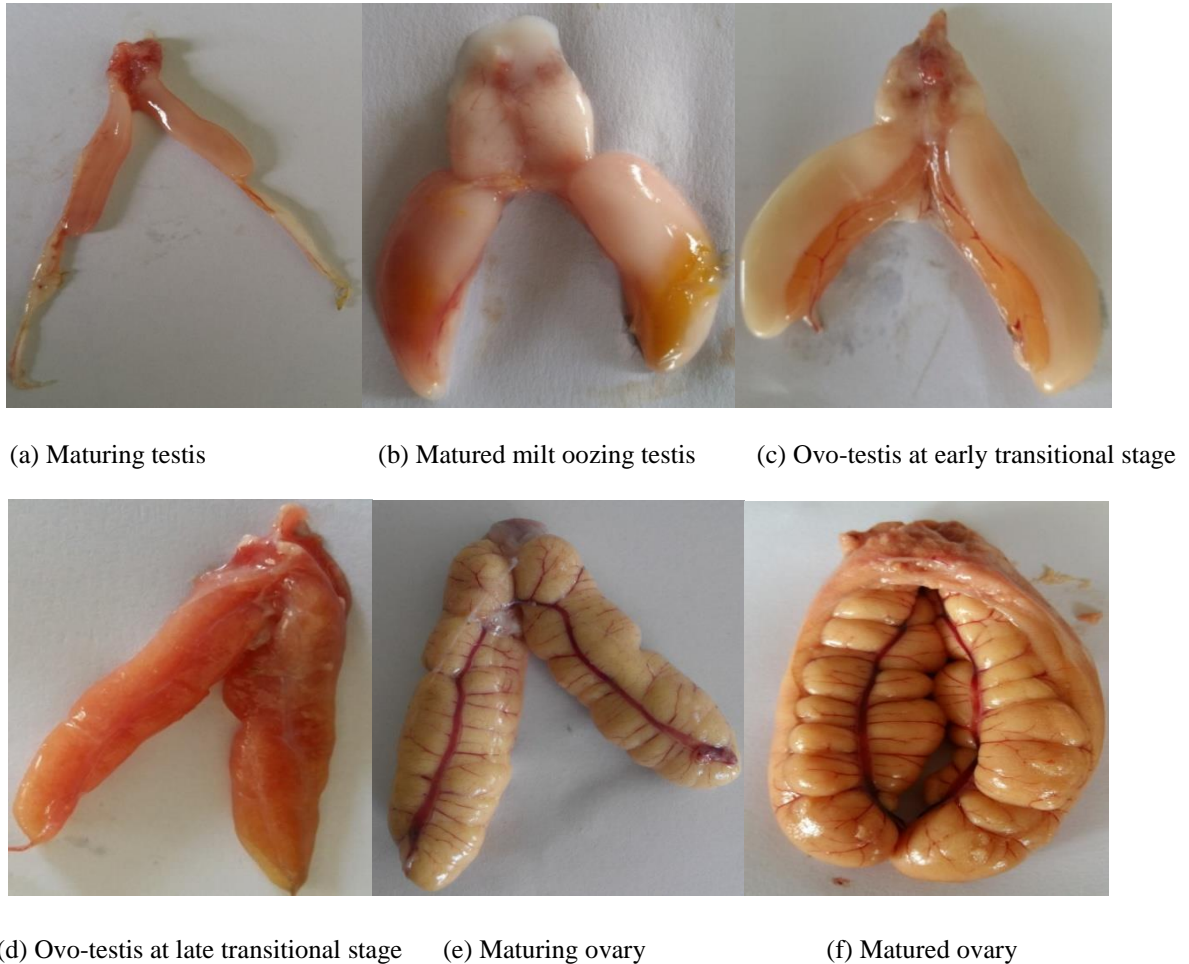 (a) Maturing testis
(b) Matured milt oozing testis
(c) Ovo-testis at early transitional stage
(d) Ovo-testis at late transitional stage
(e) Maturing ovary
(f) Matured ovary